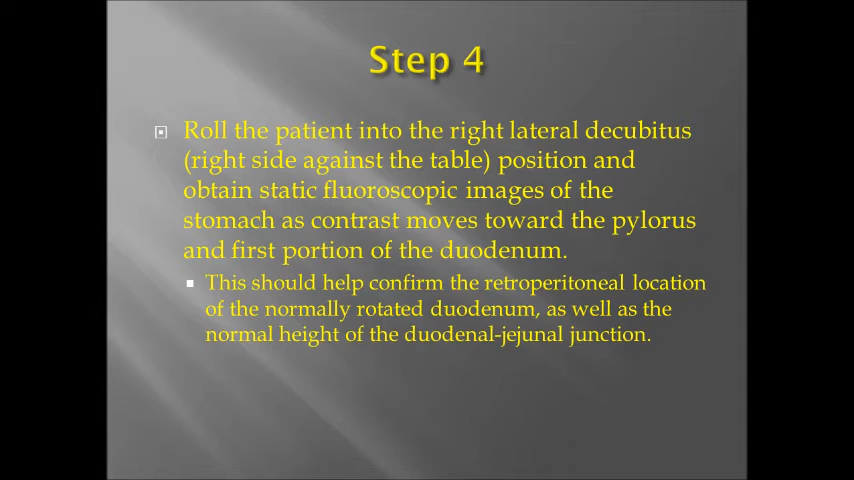 Step 4
Roll the patient into the right lateral decubitus
(right side against the table) position and
obtain static fluoroscopic images of the
stomach as contrast moves toward the pylorus
and first portion of the duodenum.
This should help confirm the retroperitoneal location
of the normally rotated duodenum, as well as the
normal height of the duodenal-jejunal junction.